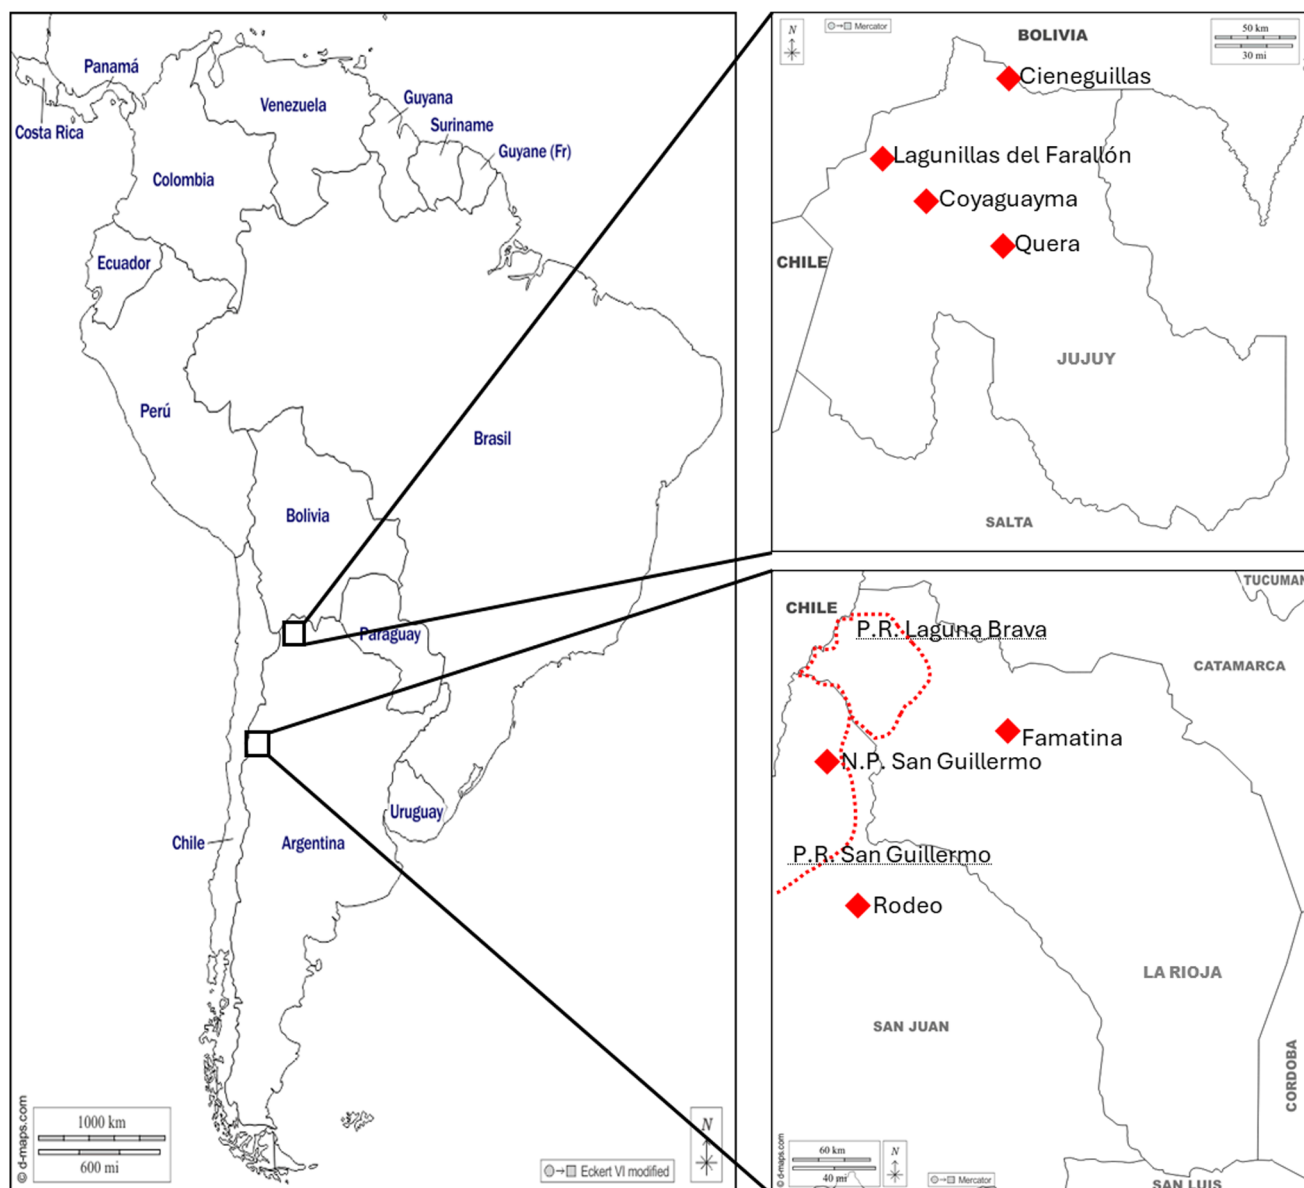 Panamá
Costa Rica
Venezuela
Guyana
Suriname
Guyane (Fr)
Colombia
Ecuador
Perú
Brasil
Bolivia
Paraguay
Chile
Argentina
Uruguay
© d-maps.com
1000 km
600 mi
N
Eckert VI modified
N
Mercator
BOLIVIA
50 km
30 mi
Cieneguillas
Lagunillas del Farallón
Coyaguayma
Quera
CHILE
JUJUY
SALTA
TUCUMAN
CHILE
P.R. Laguna Brava
CATAMARCA
Famatina
N.P. San Guillermo
P.R. San Guillermo
Rodeo
LA RIOJA
SAN JUAN
CORDOBA
© d-maps.com
60 km
40 mi
N
Mercator
SAN LUIS